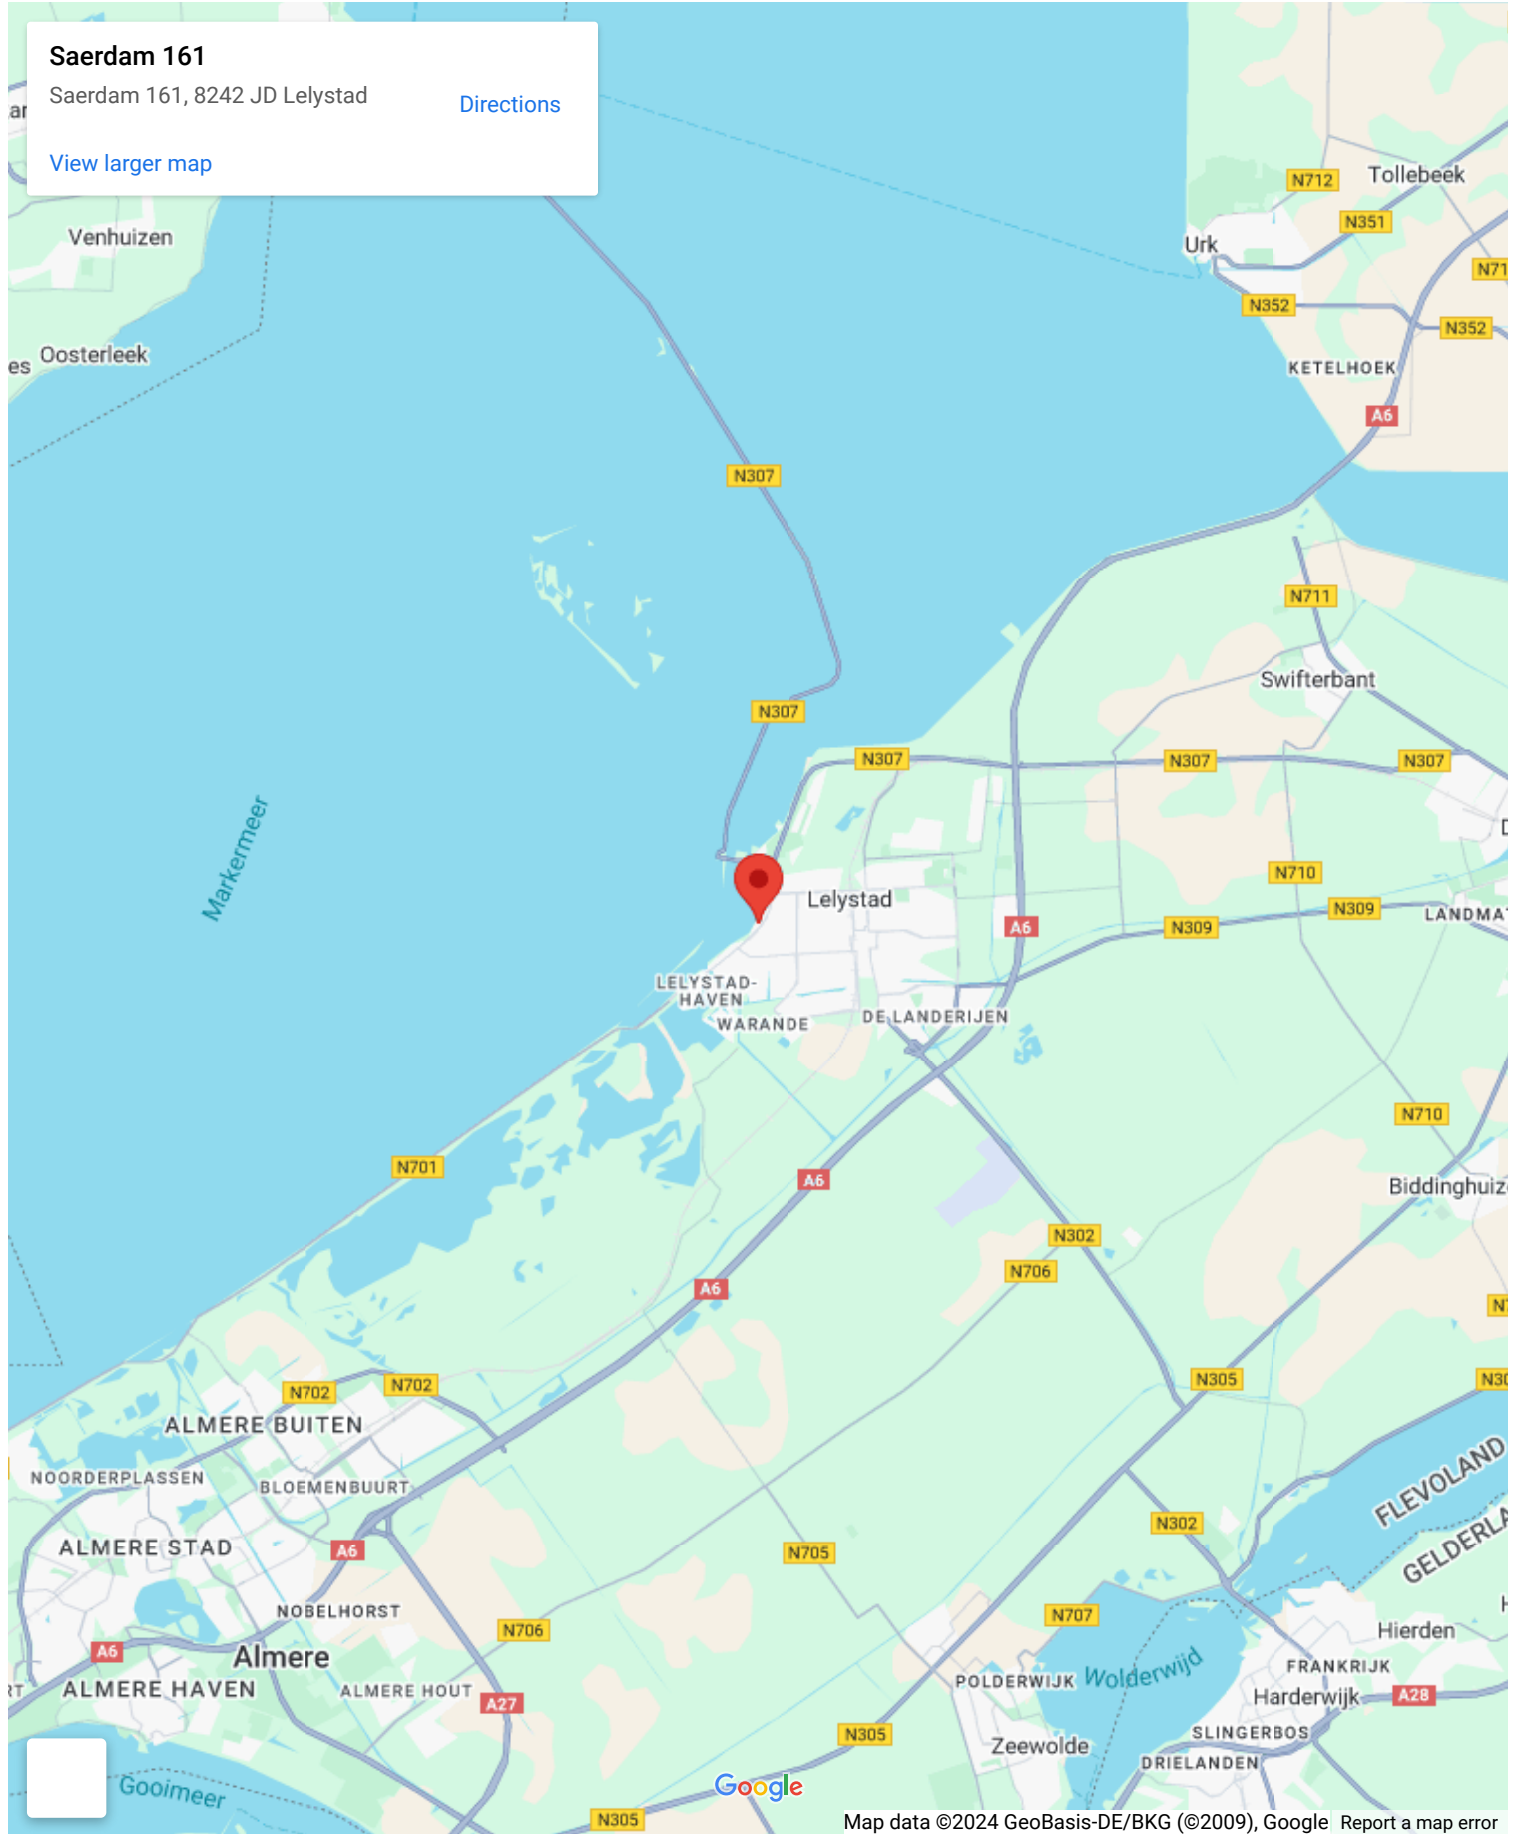 Saerdam 161
Saerdam 161, 8242 JD Lelystad
Directions
View larger map
N712
Tollebeek
N351
Venhuizen
Urk
N352
N352
Oosterleek
KETELHOEK
A6
N307
N711
Swifterbant
N307
N307
N307
N307
Markermeer
N710
Lelystad
N309
N309
A6
LELYSTAD-
HAVEN
WARANDE
DE LANDERIJEN
N710
N701
A6
Biddinghuiz
N302
N706
A6
N305
N702
N702
ALMERE BUITEN
NOORDERPLASSEN
BLOEMENBUURT
FLEVOLAND
N302
ALMERE STAD
A6
N705
GELDERLA
NOBELHORST
N707
N706
Hierden
A6
Almere
Wolderwijd
FRANKRIJK
POLDERWIJK
ALMERE HAVEN
ALMERE HOUT
A27
Harderwijk
A28
SLINGERBOS
N305
Zeewolde
DRIELANDEN
Gooimeer
Google
N305
Map data ©2024 GeoBasis-DE/BKG (©2009), Google
Report a map error